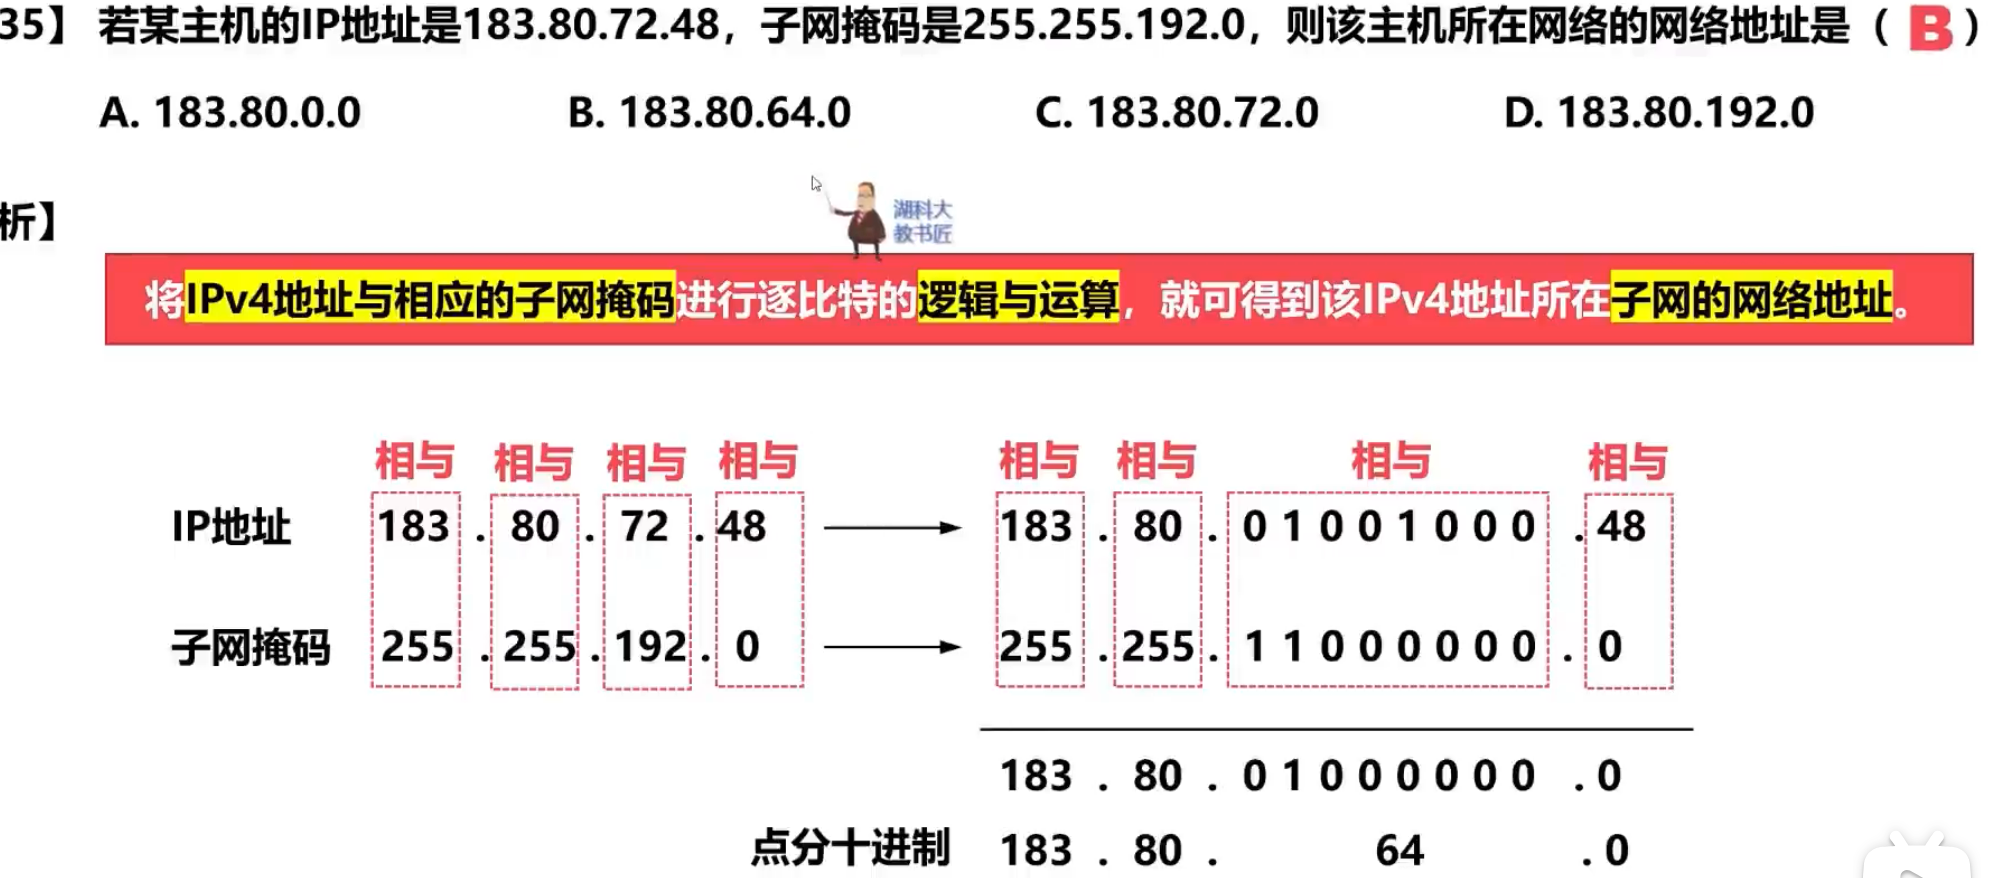 35】若某主机的IP地址是183.80.72.48，子网掩码是255.255.192.0，则该主机所在网络的网络地址是（ B ）
A. 183.80.0.0 B. 183.80.64.0 C. 183.80.72.0 D. 183.80.192.0
湖科大
教书匠
析】
将IPv4地址与相应的子网掩码进行逐比特的逻辑与运算，就可得到该IPv4地址所在子网的网络地址。
相与 相与 相与 相与 相与 相与 相与 相与
IP地址 183 . 80 . 72 . 48 183 . 80 . 0 1 0 0 1 0 0 0 . 48
子网掩码 255 . 255 . 192 . 0 255 . 255 . 1 1 0 0 0 0 0 0 . 0
183 . 80 . 0 1 0 0 0 0 0 0 . 0
点分十进制 183 . 80 . 64 . 0